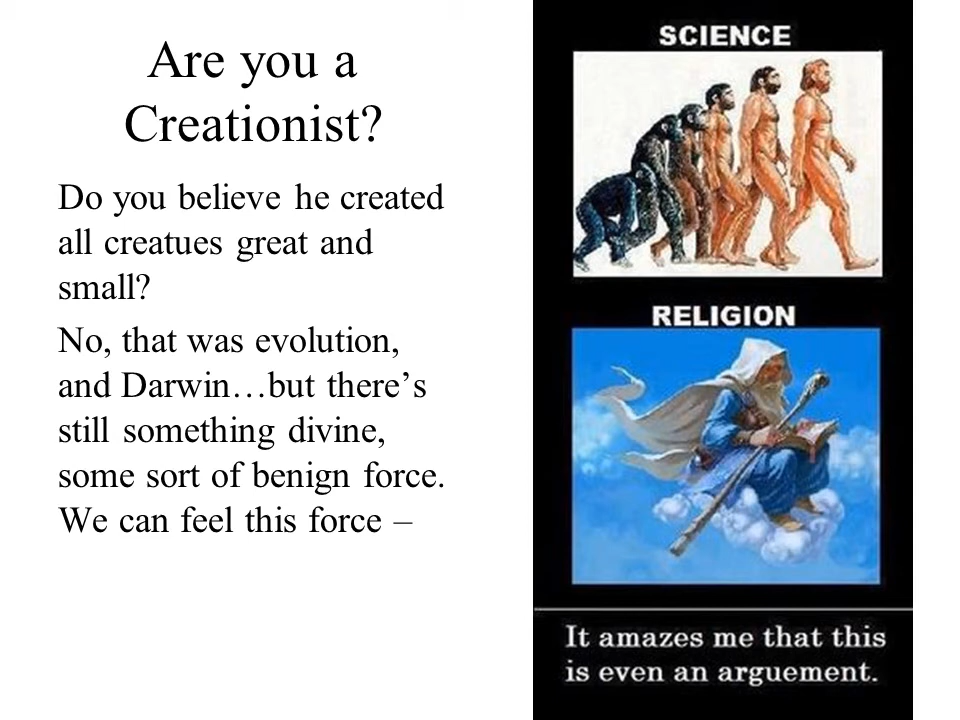 Are you a
Creationist?
Do you believe he created
all creatues great and
small?
No, that was evolution,
and Darwin…but there’s
still something divine,
some sort of benign force.
We can feel this force –
SCIENCE
RELIGION
It amazes me that this
is even an arguement.